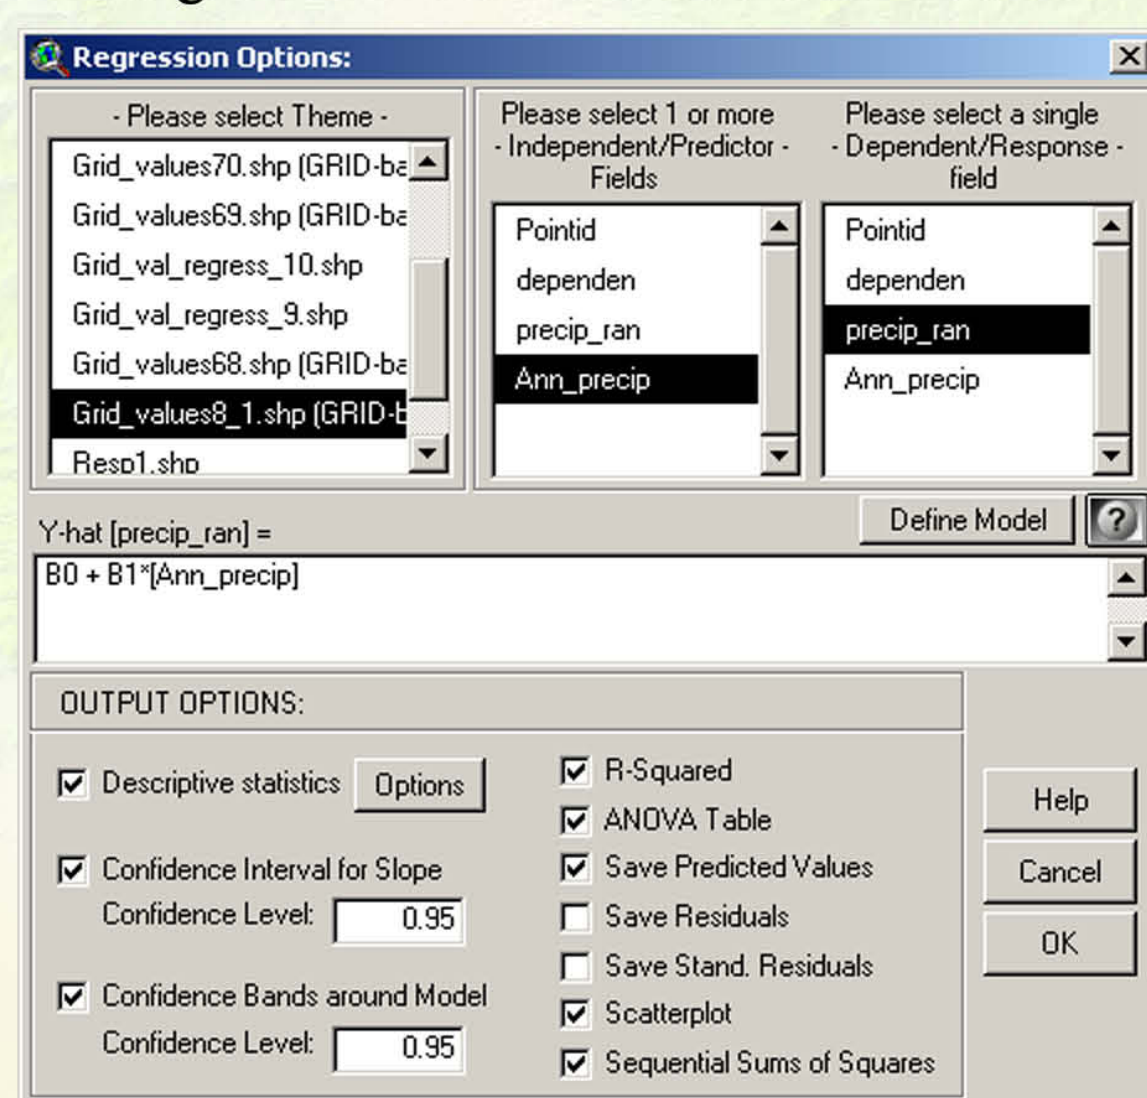 Regression Options:
- Please select Theme -
Grid_values70.shp (GRID-ba
Grid_values69.shp (GRID-ba
Grid_val_regress_10.shp
Grid_val_regress_9.shp
Grid_values68.shp (GRID-ba
Grid_values8_1.shp (GRID-b
Resp1.shp
Please select 1 or more
- Independent/Predictor -
Fields
Pointid
dependen
precip_ran
Ann_precip
Please select a single
- Dependent/Response -
field
Pointid
dependen
precip_ran
Ann_precip
Y-hat [precip_ran] =
Define Model
?
B0 + B1*[Ann_precip]
OUTPUT OPTIONS:
Descriptive statistics
Options
Confidence Interval for Slope
Confidence Level: 0.95
Confidence Bands around Model
Confidence Level: 0.95
R-Squared
ANOVA Table
Save Predicted Values
Save Residuals
Save Stand. Residuals
Scatterplot
Sequential Sums of Squares
Help
Cancel
OK